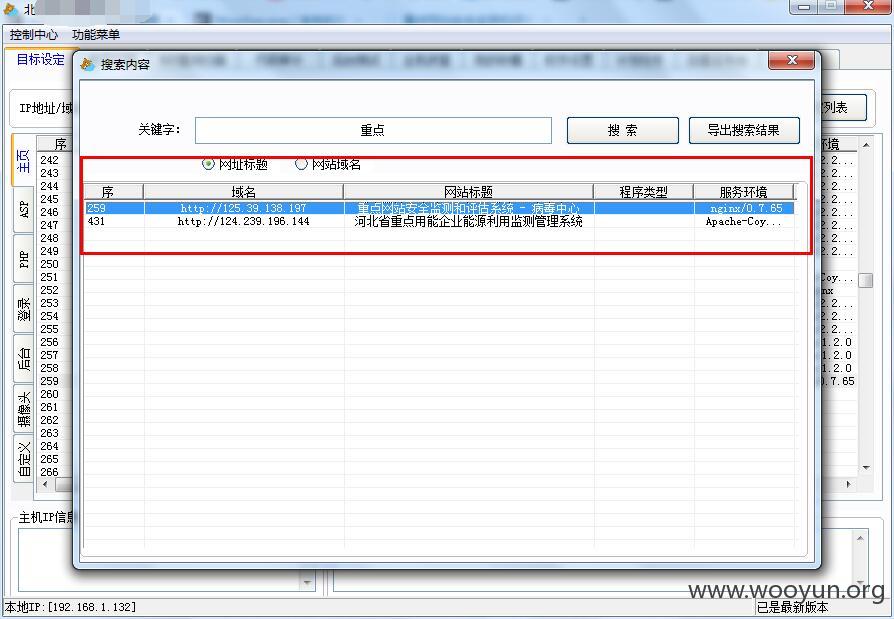 北
控制中心 功能菜单
目标设定
搜索内容
IP地址/域
列表
关键字： 重点 搜 索 导出搜索结果
网址标题 网站域名
序 域名 网站标题 程序类型 服务环境
259 http://125.39.138.197 重点网站安全监测和评估系统 - 病毒中心 nginx/0.7.65
431 http://124.239.196.144 河北省重点用能企业能源利用监测管理系统 Apache-Coy...
主页
ASP
PHP
登录
后台
摄像头
自定义
序
242
243
244
245
246
247
248
249
250
251
252
253
254
255
256
257
258
259
260
261
262
263
264
265
266
环境
2.2...
2.2...
2.2...
2.2...
2.2...
2.2...
2.2...
2.2...
Coy...
nx
2.2...
2.2...
2.2...
1.2.0
1.2.0
1.2.0
0.7.65
主机IP信息
www.wooyun.org
本地IP:[192.168.1.132] 已是最新版本